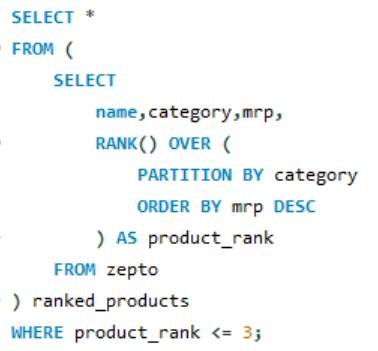 SELECT *
FROM (
    SELECT
        name,category,mrp,
        RANK() OVER (
            PARTITION BY category
            ORDER BY mrp DESC
        ) AS product_rank
    FROM zepto
) ranked_products
WHERE product_rank <= 3;